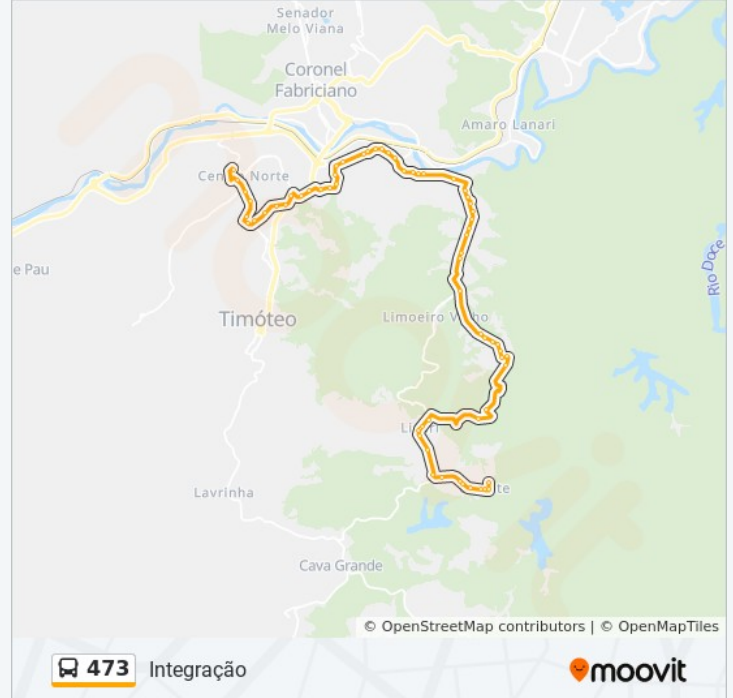 Senador
Melo Viana
Coronel
Fabriciano
Amaro Lanari
Norte
e Pau
Rio Doce
Timóteo
Limoeiro
Lavrinha
te
Cava Grande
© OpenStreetMap contributors | © OpenMapTiles
473 Integração
moovit